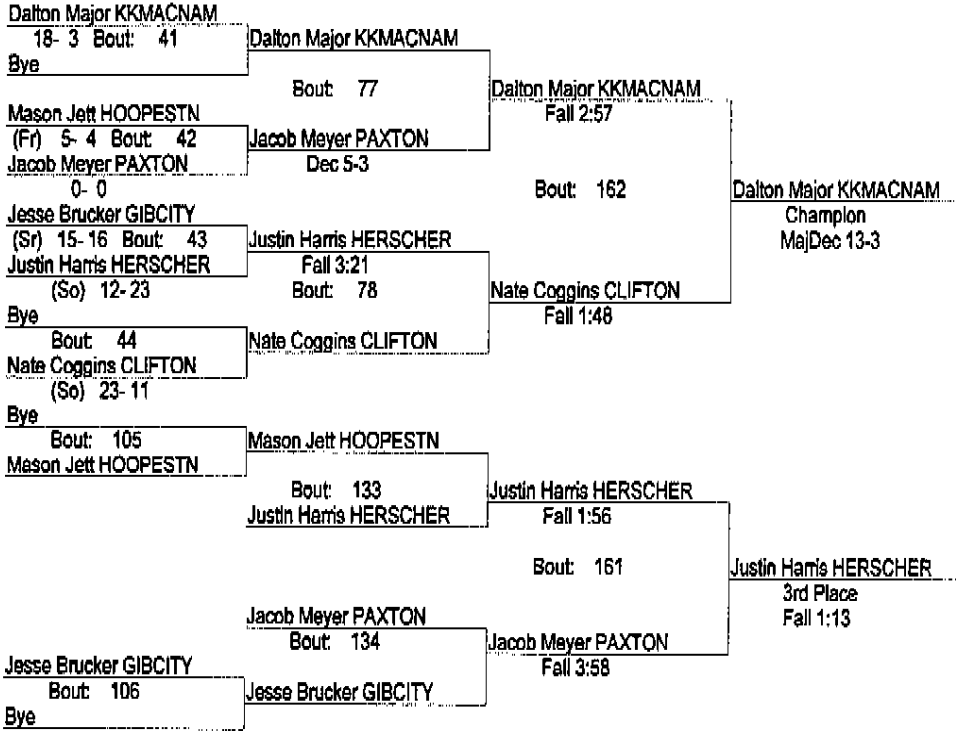 Dalton Major KKMACNAM
18- 3 Bout: 41
Bye
Dalton Major KKMACNAM
Bout: 77
Mason Jett HOOPESTN
(Fr) 5- 4 Bout: 42
Jacob Meyer PAXTON
0- 0
Jacob Meyer PAXTON
Dec 5-3
Dalton Major KKMACNAM
Fall 2:57
Bout: 162
Jesse Brucker GIBCITY
(Sr) 15- 16 Bout: 43
Justin Harris HERSCHER
(So) 12- 23
Justin Harris HERSCHER
Fall 3:21
Bout: 78
Bye
Bout: 44
Nate Coggins CLIFTON
(So) 23- 11
Nate Coggins CLIFTON
Nate Coggins CLIFTON
Fall 1:48
Dalton Major KKMACNAM
Champion
MajDec 13-3
Bye
Bout: 105
Mason Jett HOOPESTN
Mason Jett HOOPESTN
Bout: 133
Justin Harris HERSCHER
Justin Harris HERSCHER
Fall 1:56
Bout: 161
Jacob Meyer PAXTON
Bout: 134
Jesse Brucker GIBCITY
Bout: 106
Bye
Jesse Brucker GIBCITY
Jacob Meyer PAXTON
Fall 3:58
Justin Harris HERSCHER
3rd Place
Fall 1:13